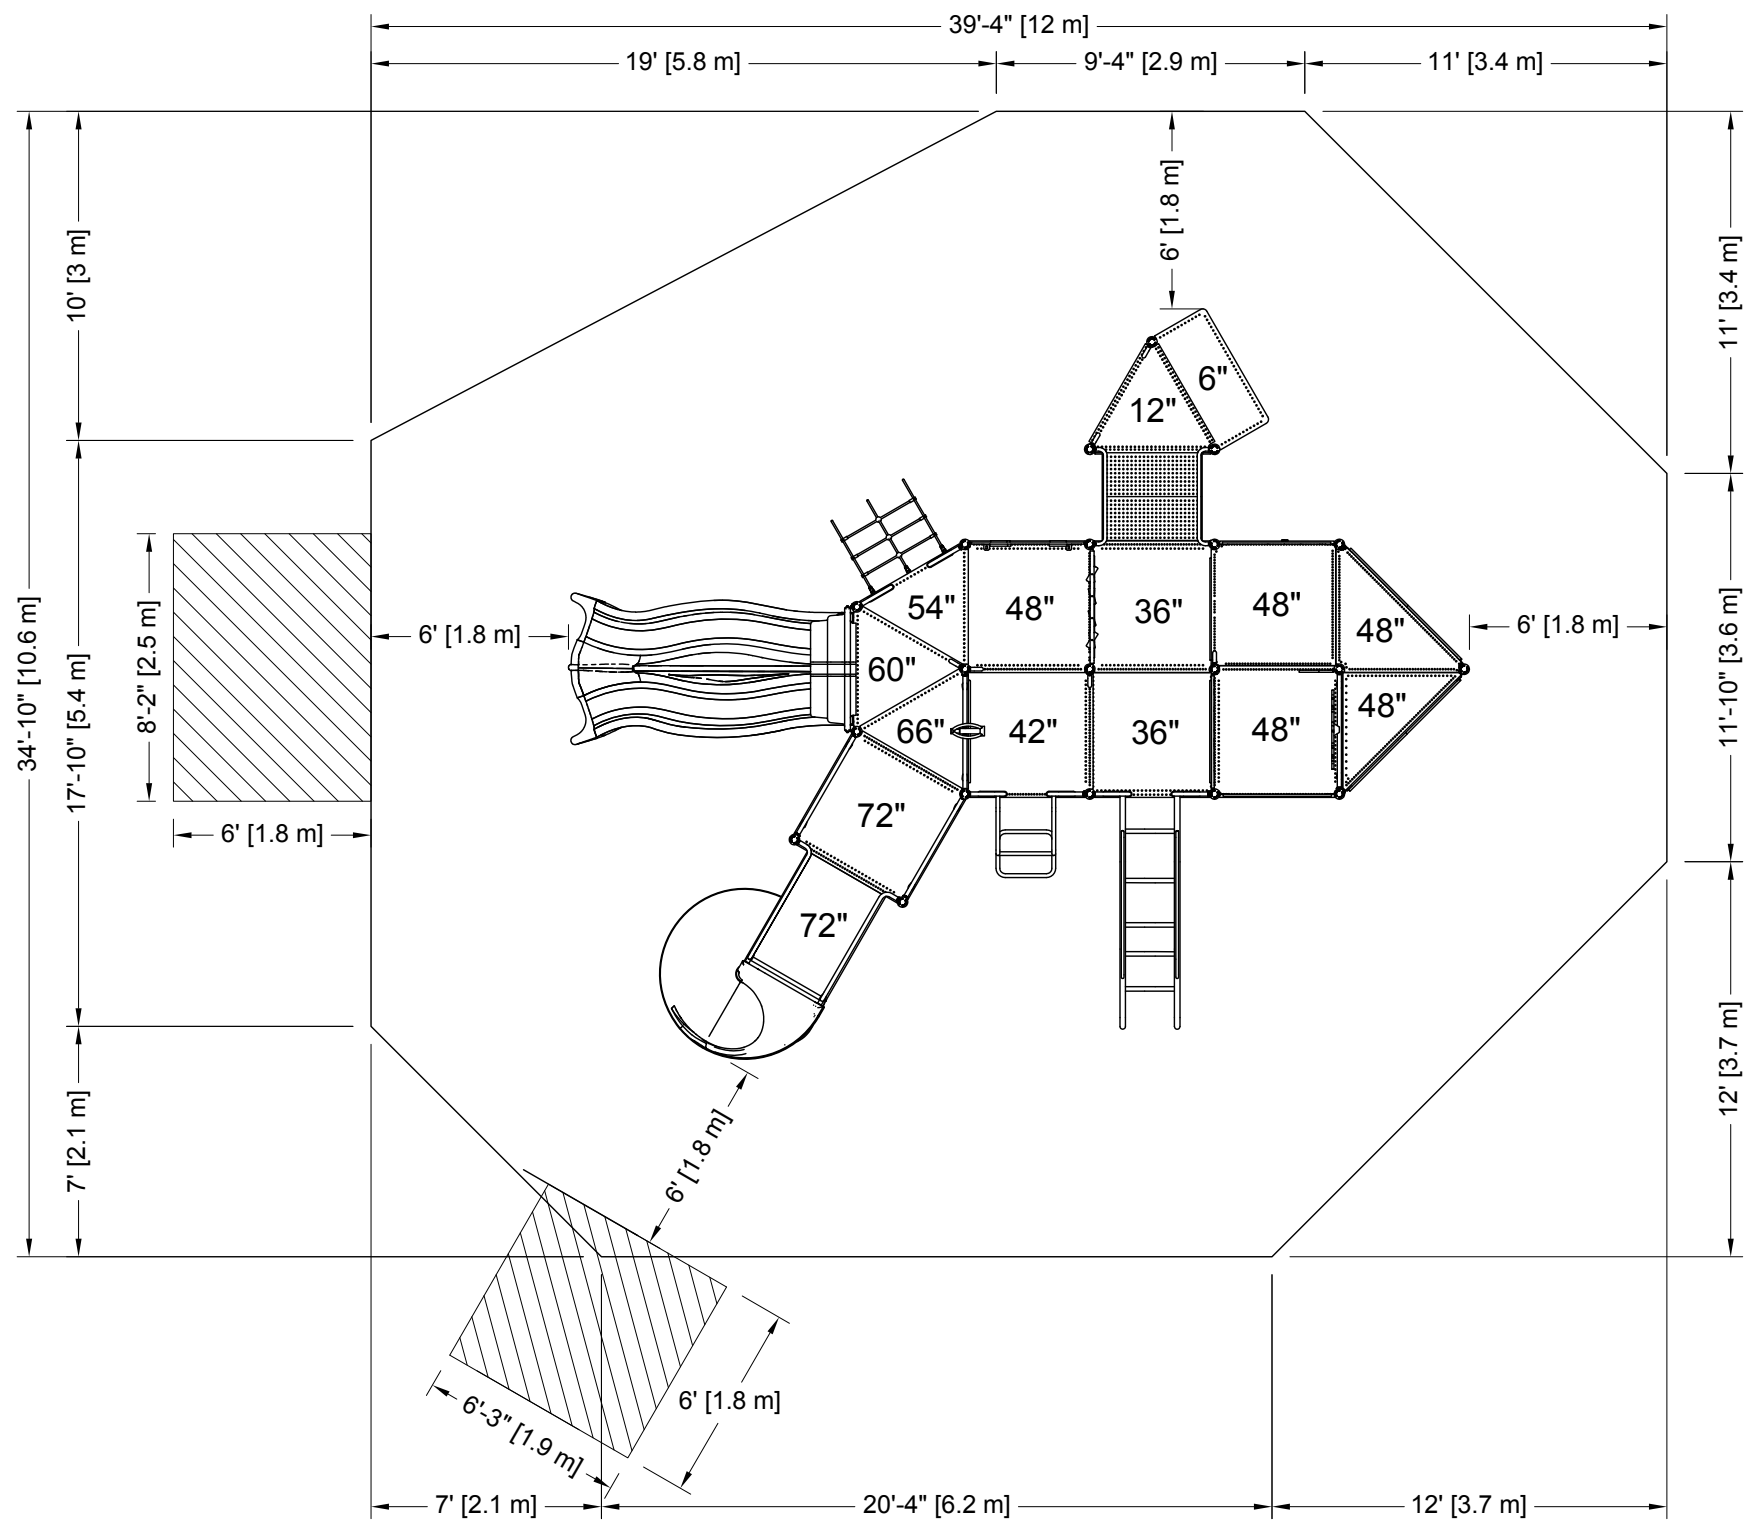 39'-4" [12 m]
19' [5.8 m]
9'-4" [2.9 m]
11' [3.4 m]
6' [1.8 m]
10' [3 m]
11' [3.4 m]
6"
12"
34'-10" [10.6 m]
17'-10" [5.4 m]
8'-2" [2.5 m]
6' [1.8 m]
54"
48"
36"
48"
48"
6' [1.8 m]
60"
66"
42"
36"
48"
48"
11'-10" [3.6 m]
6' [1.8 m]
72"
72"
12' [3.7 m]
7' [2.1 m]
6' [1.8 m]
6' [1.8 m]
6'-3" [1.9 m]
7' [2.1 m]
20'-4" [6.2 m]
12' [3.7 m]